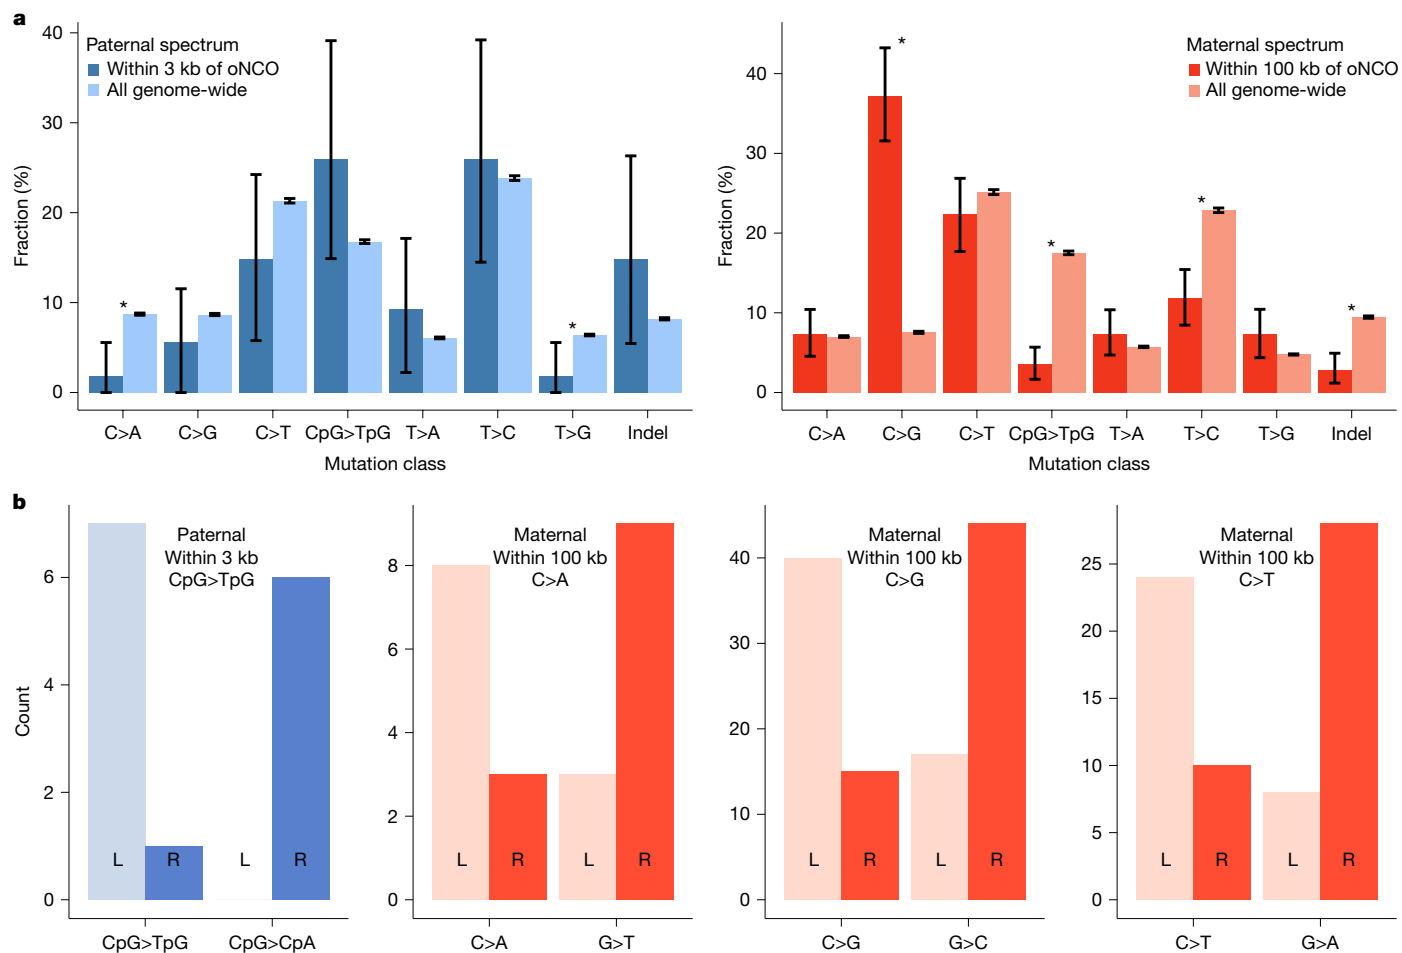 a
Paternal spectrum
Within 3 kb of oNCO
All genome-wide
Fraction (%)
40
30
20
10
0
*
*
C>A C>G C>T CpG>TpG T>A T>C T>G Indel
Mutation class
Maternal spectrum
Within 100 kb of oNCO
All genome-wide
Fraction (%)
40
30
20
10
0
*
*
*
*
C>A C>G C>T CpG>TpG T>A T>C T>G Indel
Mutation class
b
Count
6
4
2
0
Paternal
Within 3 kb
CpG>TpG
L R L R
CpG>TpG CpG>CpA
8
6
4
2
0
Maternal
Within 100 kb
C>A
L R L R
C>A G>T
40
30
20
10
0
Maternal
Within 100 kb
C>G
L R L R
C>G G>C
25
20
15
10
5
0
Maternal
Within 100 kb
C>T
L R L R
C>T G>A